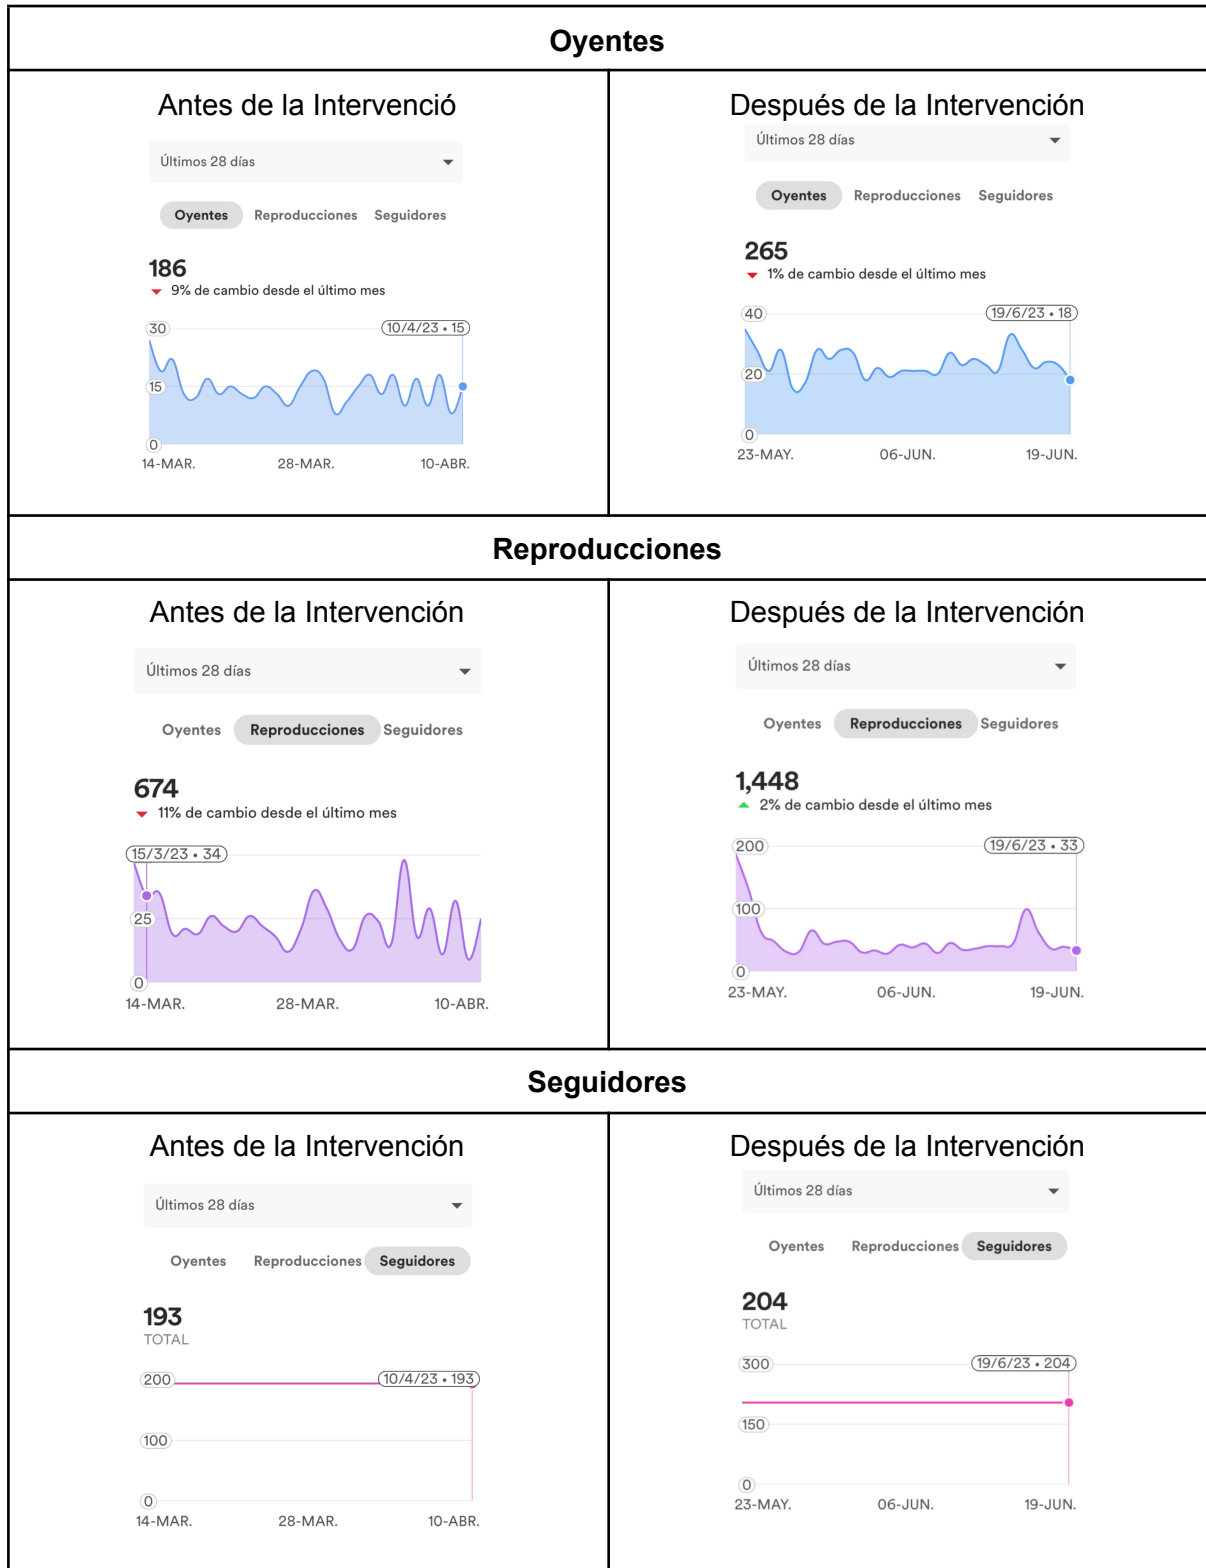 Oyentes
Antes de la Intervenció
Últimos 28 días
Oyentes Reproducciones Seguidores
186
9% de cambio desde el último mes
30
10/4/23 • 15
15
0
14-MAR. 28-MAR. 10-ABR.
Después de la Intervención
Últimos 28 días
Oyentes Reproducciones Seguidores
265
1% de cambio desde el último mes
40
19/6/23 • 18
20
0
23-MAY. 06-JUN. 19-JUN.
Reproducciones
Antes de la Intervención
Últimos 28 días
Oyentes Reproducciones Seguidores
674
11% de cambio desde el último mes
15/3/23 • 34
25
0
14-MAR. 28-MAR. 10-ABR.
Después de la Intervención
Últimos 28 días
Oyentes Reproducciones Seguidores
1,448
2% de cambio desde el último mes
200
19/6/23 • 33
100
0
23-MAY. 06-JUN. 19-JUN.
Seguidores
Antes de la Intervención
Últimos 28 días
Oyentes Reproducciones Seguidores
193
TOTAL
200
10/4/23 • 193
100
0
14-MAR. 28-MAR. 10-ABR.
Después de la Intervención
Últimos 28 días
Oyentes Reproducciones Seguidores
204
TOTAL
300
19/6/23 • 204
150
0
23-MAY. 06-JUN. 19-JUN.